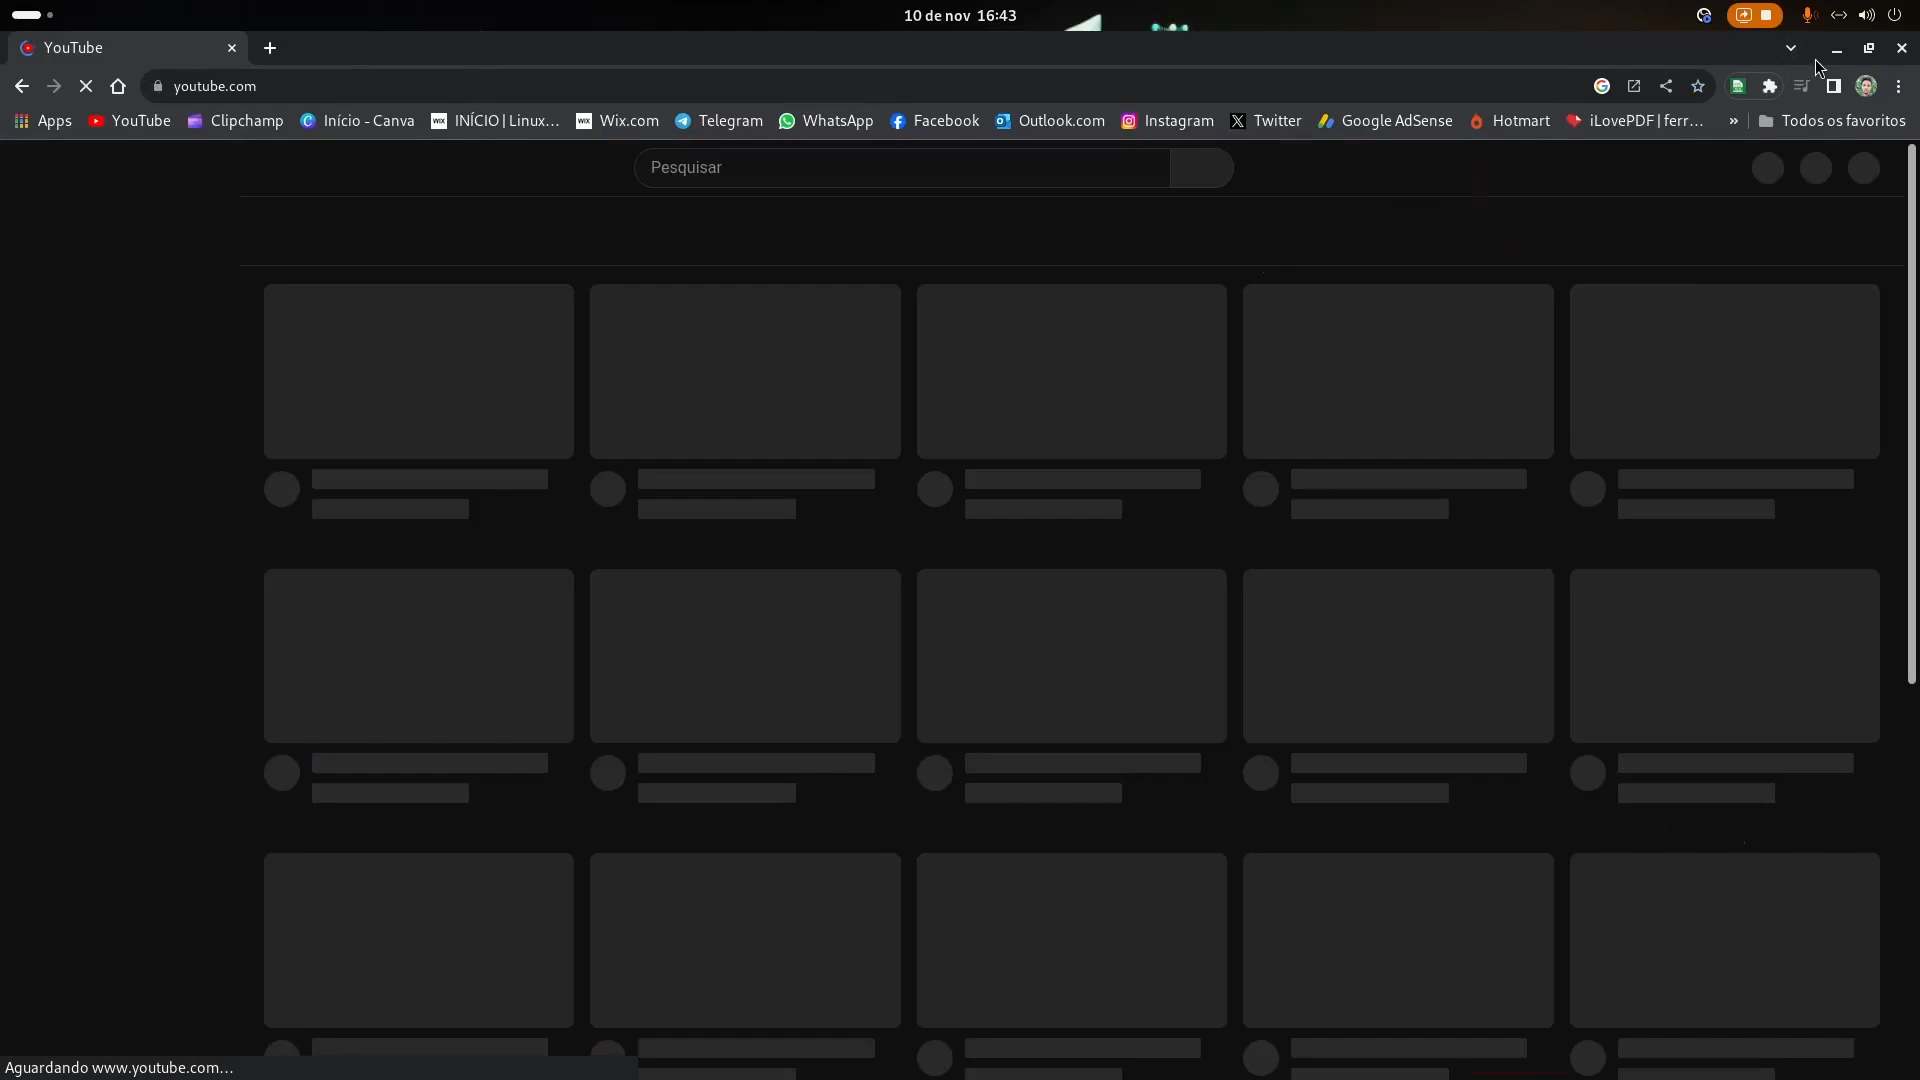 10 de nov 16:43
YouTube
youtube.com
Apps YouTube Clipchamp Início - Canva INÍCIO | Linux... Wix.com Telegram WhatsApp Facebook Outlook.com Instagram Twitter Google AdSense Hotmart iLovePDF | ferr... » Todos os favoritos
Pesquisar
Aguardando www.youtube.com...